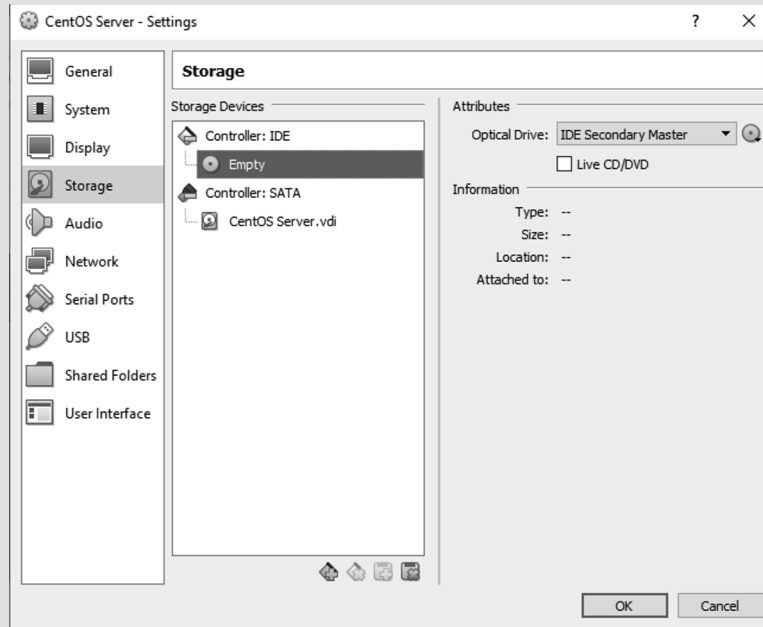 CentOS Server - Settings
?
General
System
Display
Storage
Audio
Network
Serial Ports
USB
Shared Folders
User Interface
Storage
Storage Devices
Controller: IDE
Empty
Controller: SATA
CentOS Server.vdi
Attributes
Optical Drive: IDE Secondary Master
Live CD/DVD
Information
Type: --
Size: --
Location: --
Attached to: --
OK
Cancel